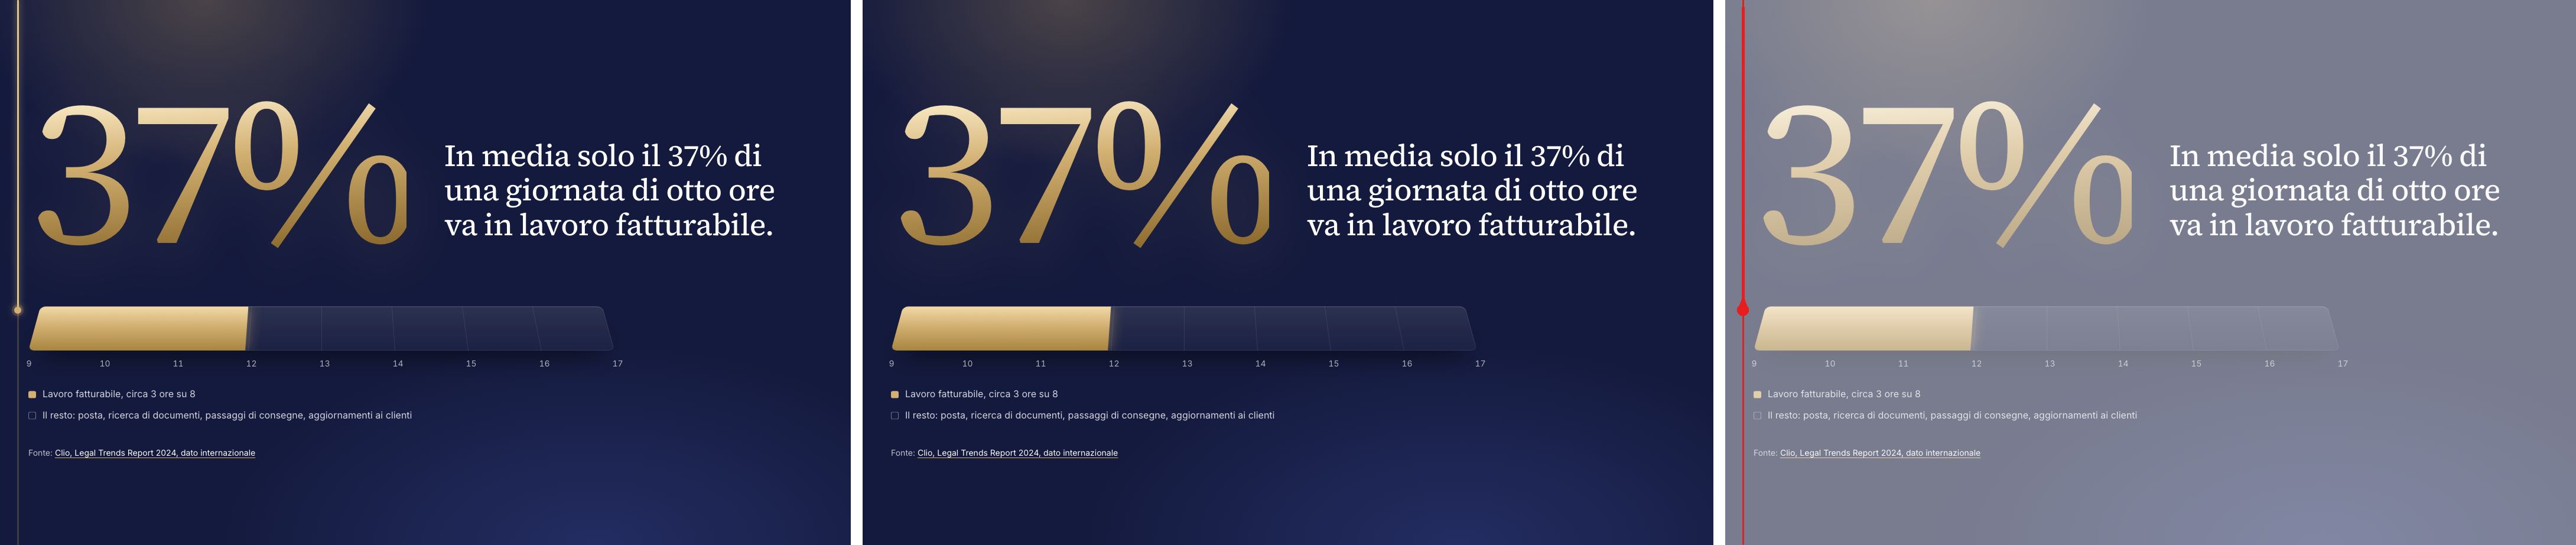 37%
In media solo il 37% di
una giornata di otto ore
va in lavoro fatturabile.
9 10 11 12 13 14 15 16 17
Lavoro fatturabile, circa 3 ore su 8
Il resto: posta, ricerca di documenti, passaggi di consegne, aggiornamenti ai clienti
Fonte: Clio, Legal Trends Report 2024, dato internazionale
37%
In media solo il 37% di
una giornata di otto ore
va in lavoro fatturabile.
9 10 11 12 13 14 15 16 17
Lavoro fatturabile, circa 3 ore su 8
Il resto: posta, ricerca di documenti, passaggi di consegne, aggiornamenti ai clienti
Fonte: Clio, Legal Trends Report 2024, dato internazionale
37%
In media solo il 37% di
una giornata di otto ore
va in lavoro fatturabile.
9 10 11 12 13 14 15 16 17
Lavoro fatturabile, circa 3 ore su 8
Il resto: posta, ricerca di documenti, passaggi di consegne, aggiornamenti ai clienti
Fonte: Clio, Legal Trends Report 2024, dato internazionale